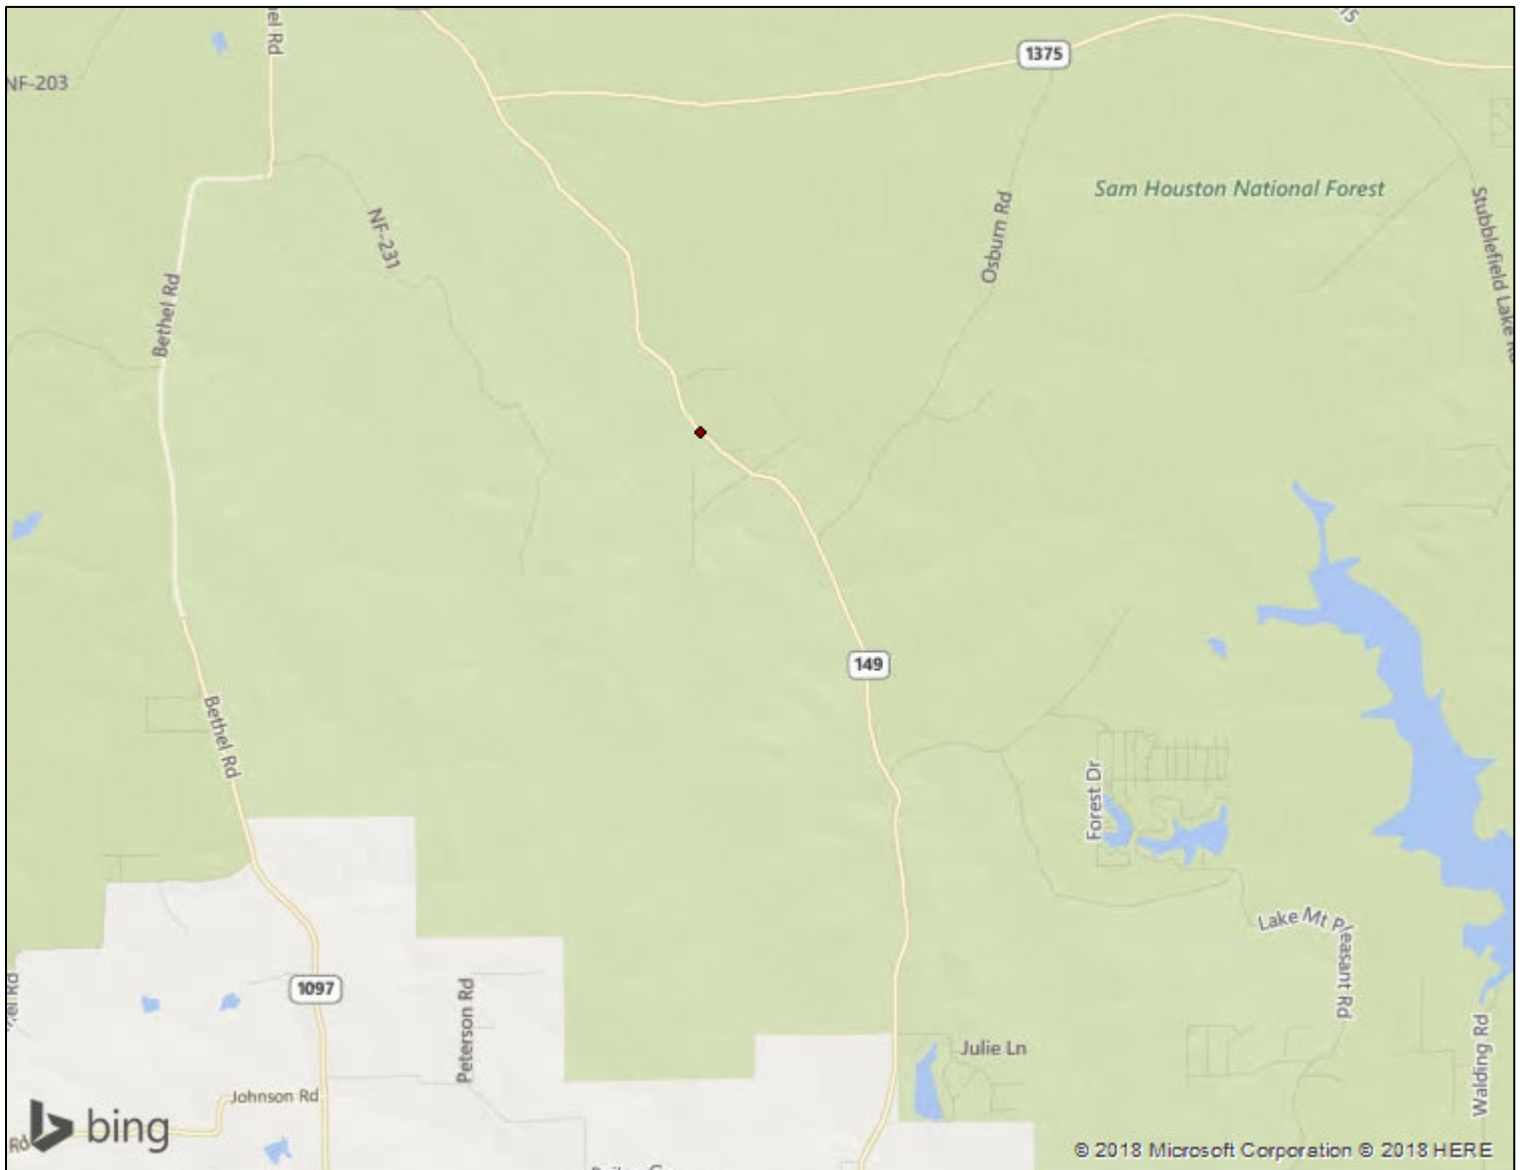 el Rd
NF-203
1375
Sam Houston National Forest
NF-231
Osburn Rd
Stubblefield Lake
Bethel Rd
149
Bethel Rd
Forest Dr
Lake Mt Pleasant Rd
1097
Peterson Rd
Julie Ln
Walding Rd
Johnson Rd
Rd
bing
© 2018 Microsoft Corporation © 2018 HERE